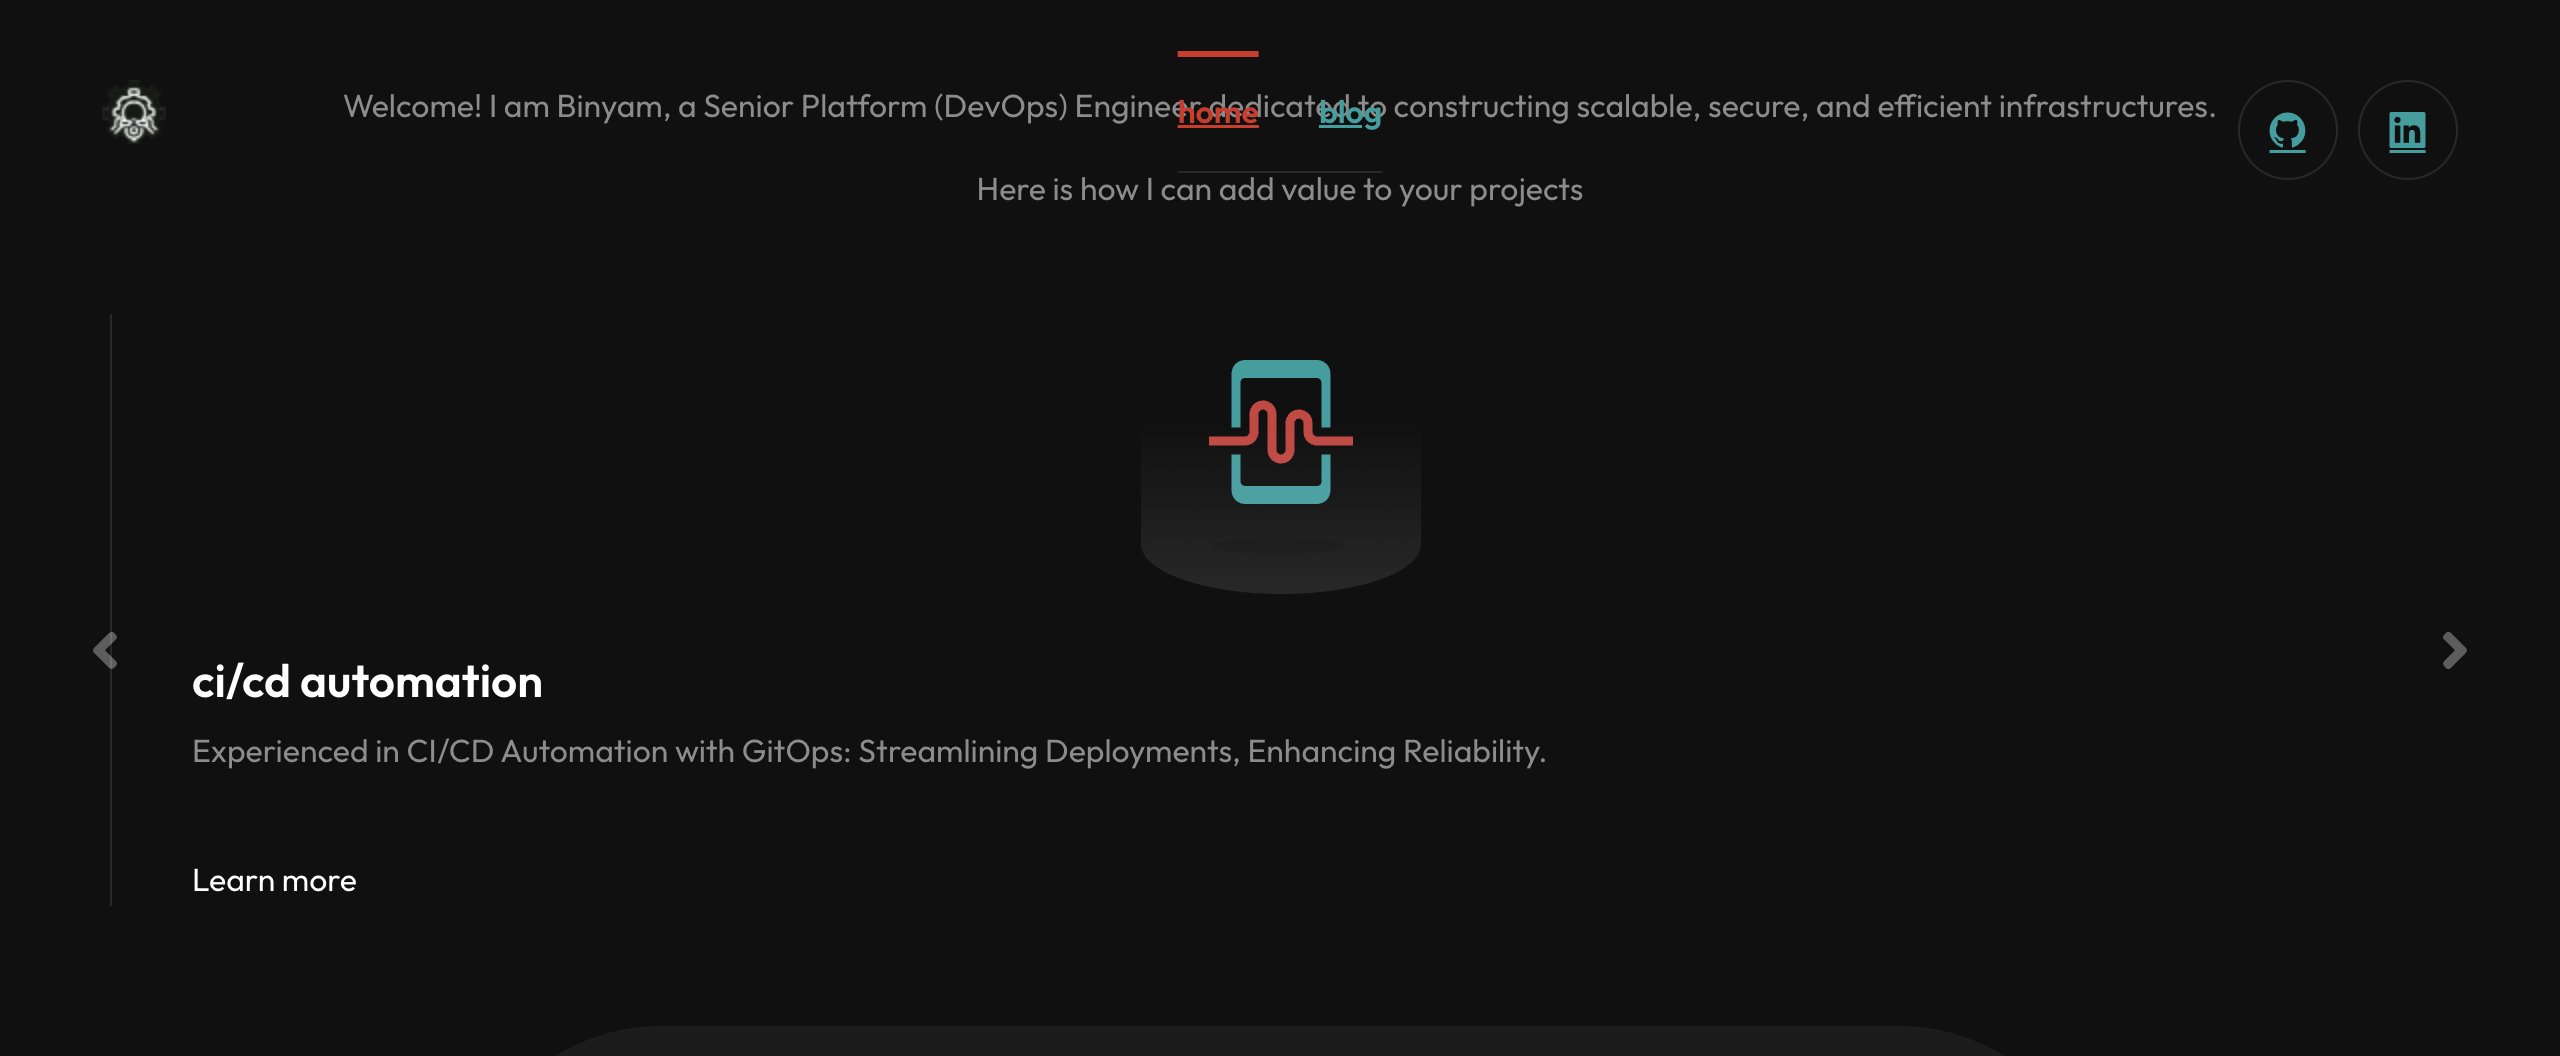 home blog
Welcome! I am Binyam, a Senior Platform (DevOps) Engineer dedicated to constructing scalable, secure, and efficient infrastructures.
Here is how I can add value to your projects
in
ci/cd automation
Experienced in CI/CD Automation with GitOps: Streamlining Deployments, Enhancing Reliability.
Learn more